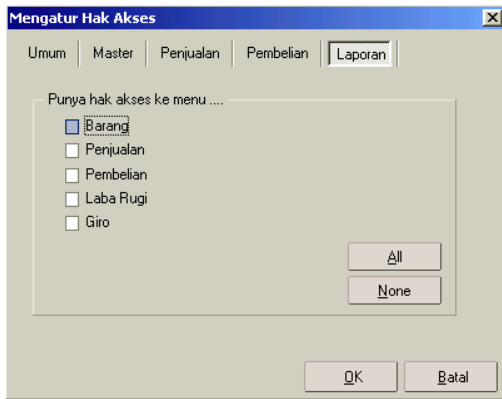 Mengatur Hak Akses
Umum Master Penjualan Pembelian Laporan
Punya hak akses ke menu ....
Barang
Penjualan
Pembelian
Laba Rugi
Giro
All
None
OK Batal